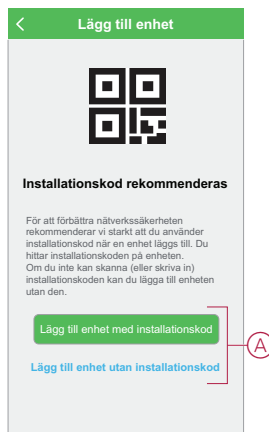 Lägg till enhet
Installationskod rekommenderas
För att förbättra nätverkssäkerheten
rekommenderar vi starkt att du använder
installationskod när en enhet läggs till. Du
hittar installationskoden på enheten.
Om du inte kan skanna (eller skriva in)
installationskoden kan du lägga till enheten
utan den.
Lägg till enhet med installationskod
A
Lägg till enhet utan installationskod